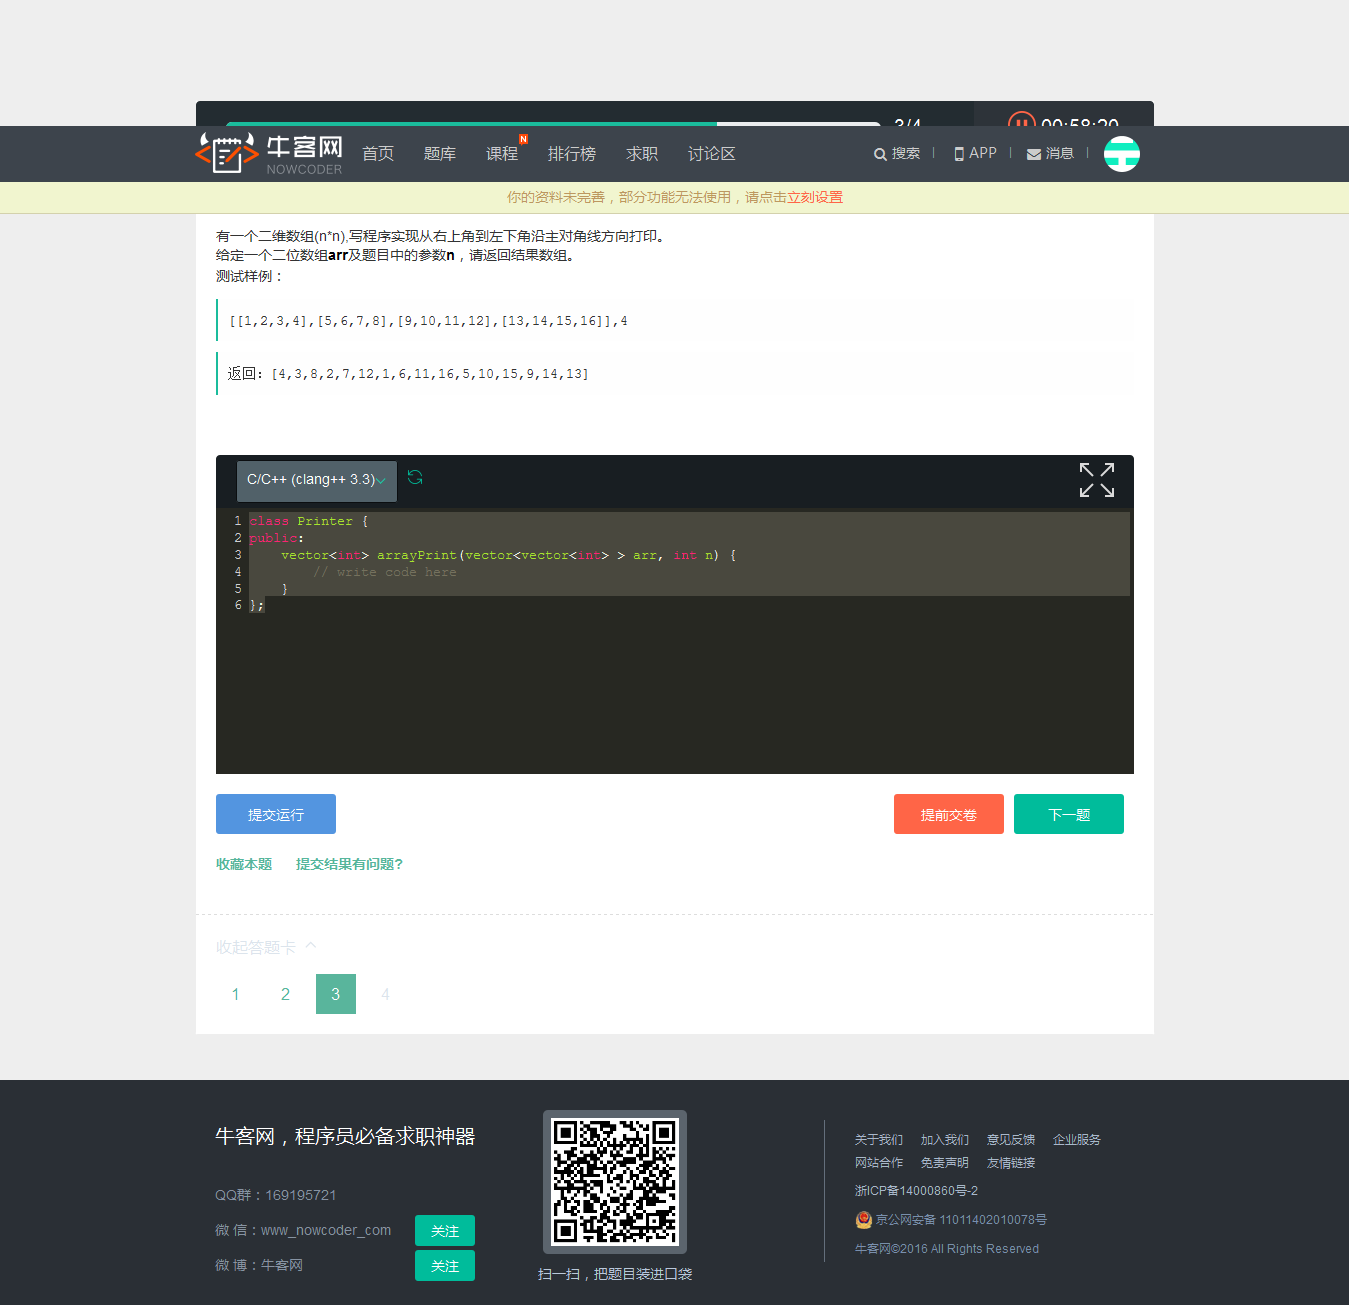 3/4
00:58:20
牛客网
NOWCODER
首页 题库 课程 N 排行榜 求职 讨论区 搜索 APP 消息
你的资料未完善，部分功能无法使用，请点击立刻设置
有一个二维数组(n*n),写程序实现从右上角到左下角沿主对角线方向打印。
给定一个二位数组arr及题目中的参数n，请返回结果数组。
测试样例：
[[1,2,3,4],[5,6,7,8],[9,10,11,12],[13,14,15,16]],4
返回：[4,3,8,2,7,12,1,6,11,16,5,10,15,9,14,13]
C/C++ (clang++ 3.3)
1 class Printer {
2 public:
3     vector<int> arrayPrint(vector<vector<int> > arr, int n) {
4         // write code here
5     }
6 };
提交运行 提前交卷 下一题
收藏本题 提交结果有问题?
收起答题卡
1 2 3 4
牛客网，程序员必备求职神器
QQ群：169195721
微 信：www_nowcoder_com 关注
微 博：牛客网 关注
扫一扫，把题目装进口袋
关于我们 加入我们 意见反馈 企业服务
网站合作 免责声明 友情链接
浙ICP备14000860号-2
京公网安备 11011402010078号
牛客网©2016 All Rights Reserved